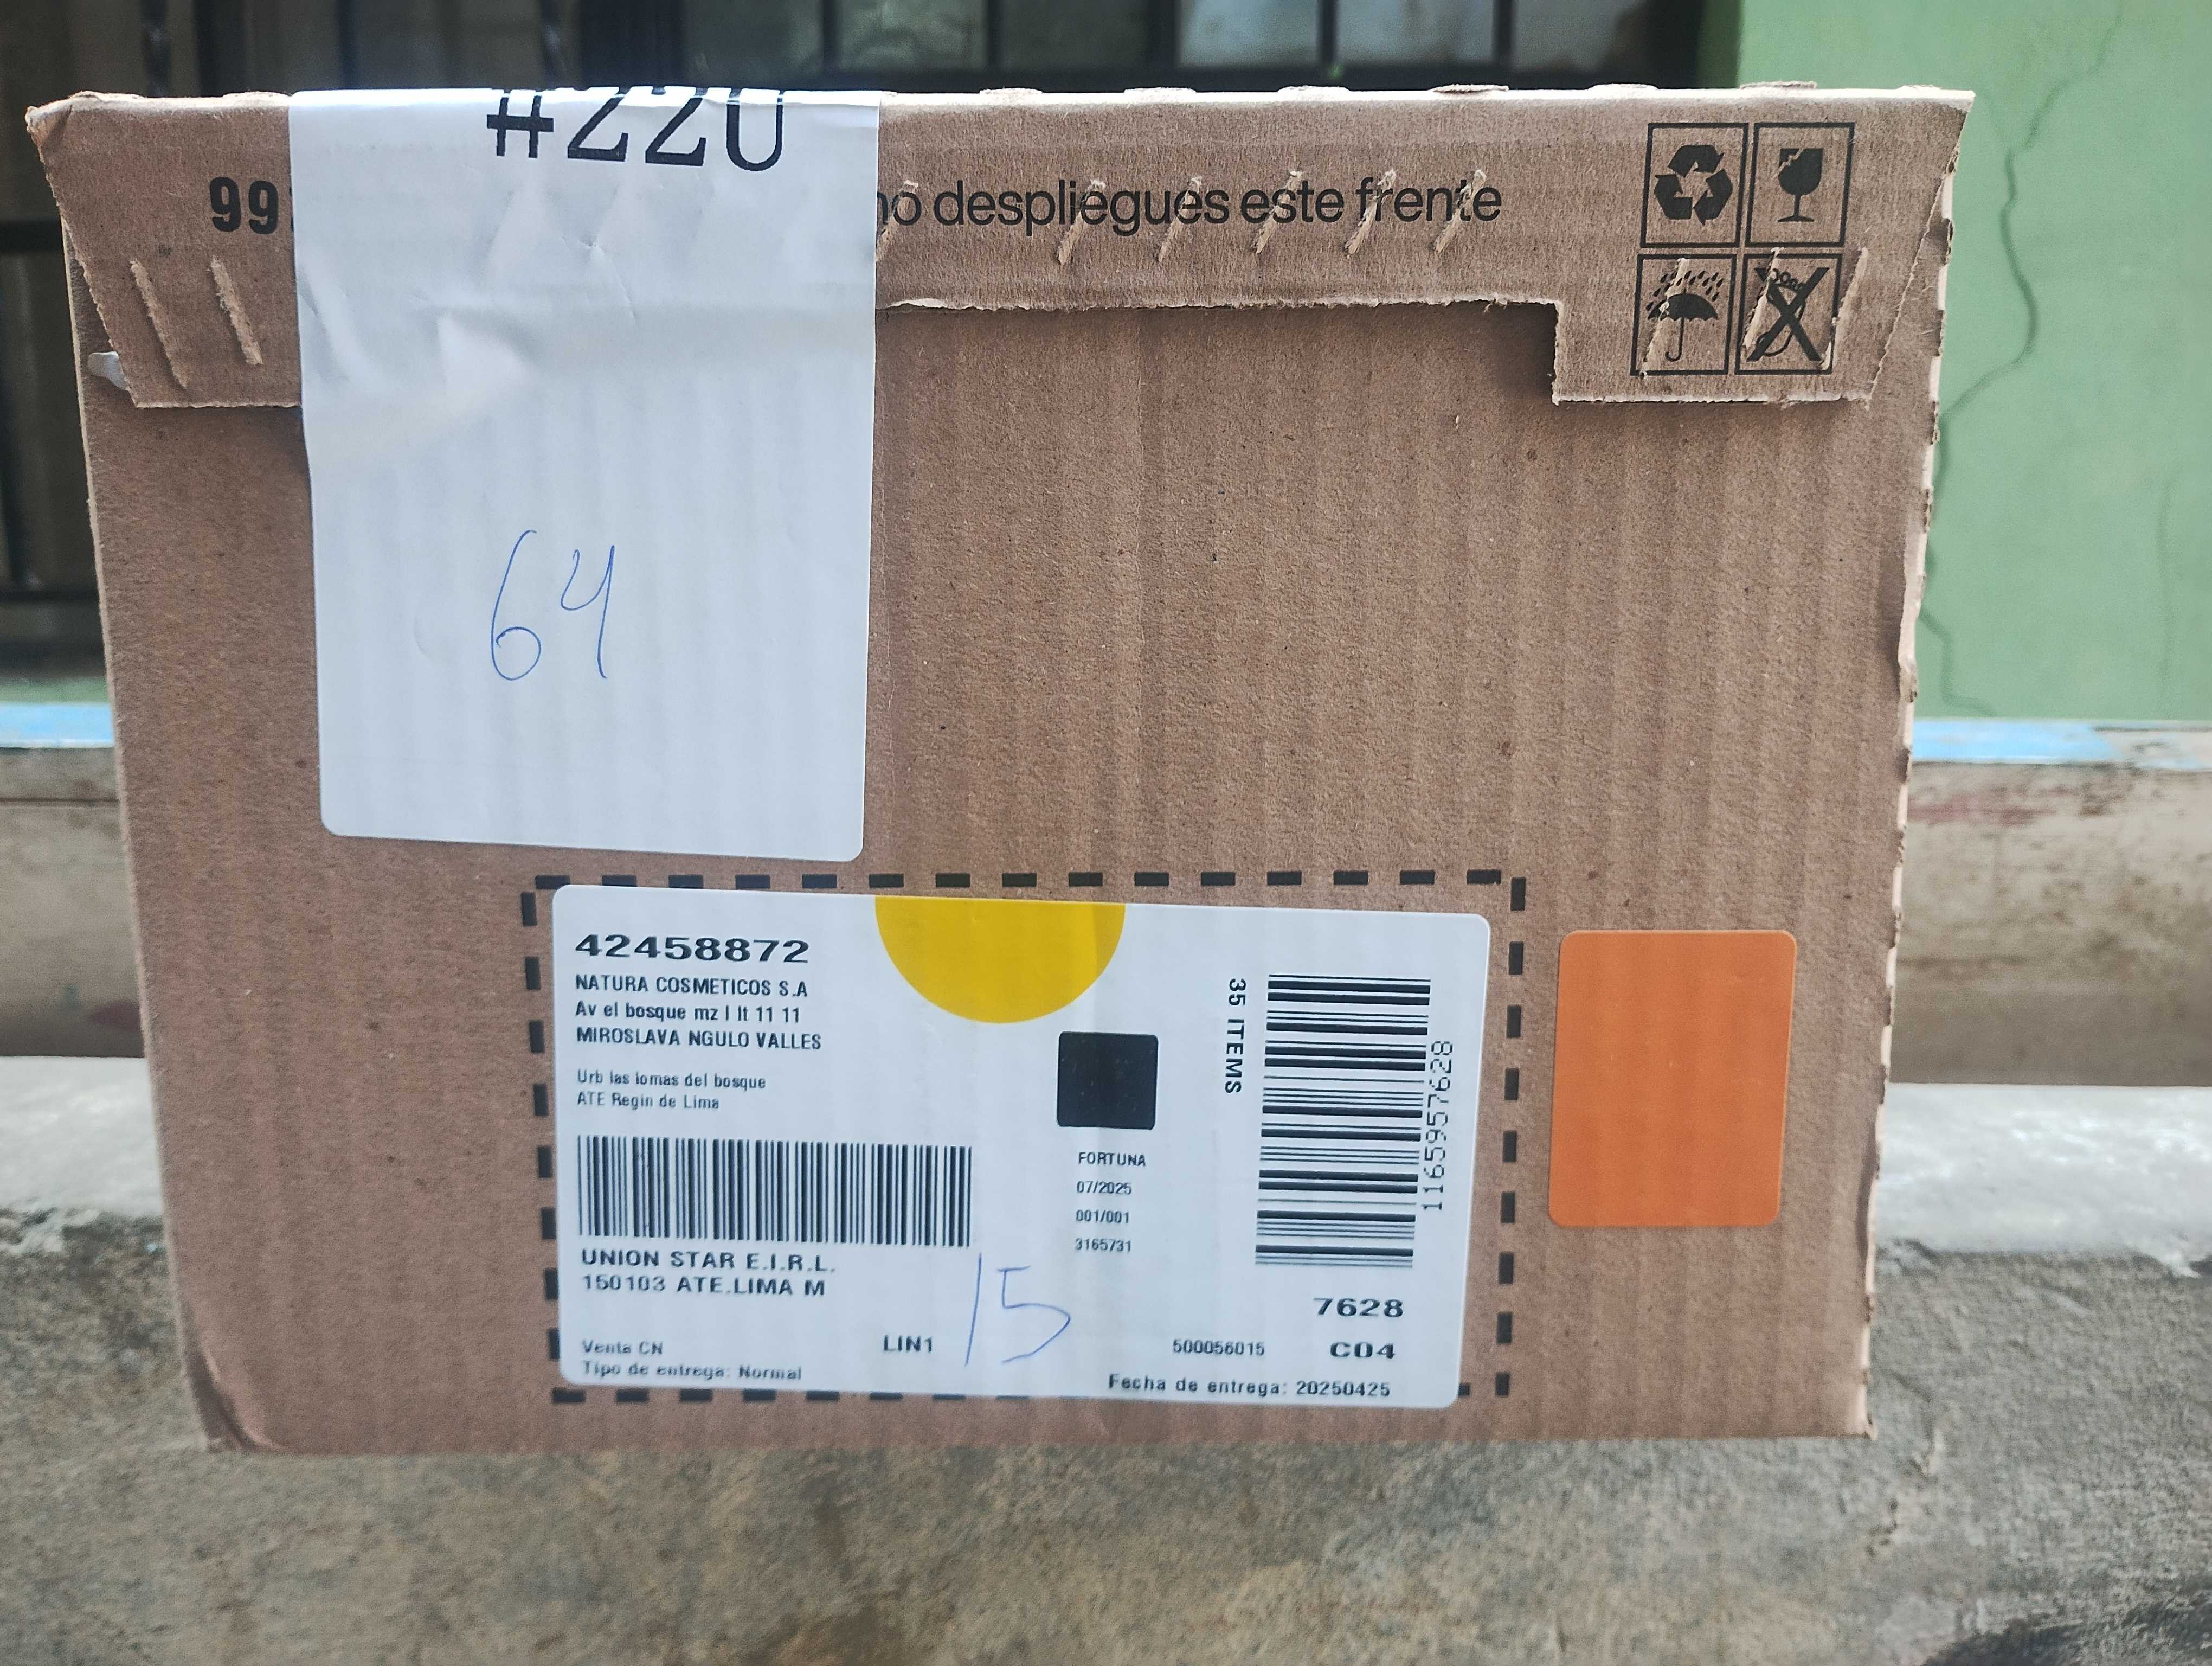 #220
99
no despliegues este frente
64
42458872
NATURA COSMETICOS S.A
Av el bosque mz I lt 11 11
MIROSLAVA NGULO VALLES
Urb las lomas del bosque
ATE Regin de Lima
UNION STAR E.I.R.L.
150103 ATE.LIMA M
Venta CN
Tipo de entrega: Normal
LIN1
15
FORTUNA
07/2025
001/001
3165731
35 ITEMS
1165957628
7628
500056015
C04
Fecha de entrega: 20250425